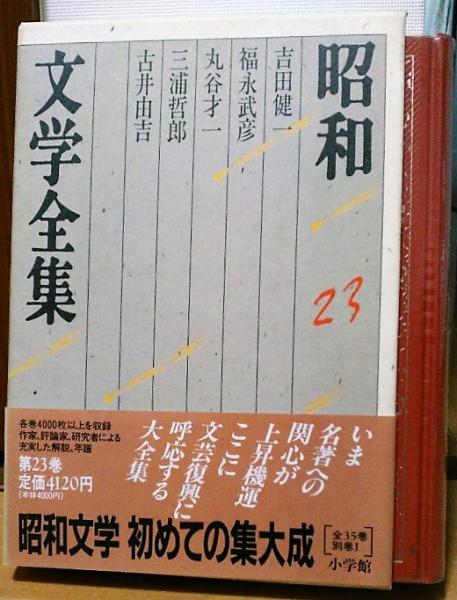 昭和
文学全集
吉田健一
福永武彦
丸谷才一
三浦哲郎
古井由吉
23
いま
名著への
関心が
上昇機運
ここに
文芸復興に
呼応する
大全集
各巻4000枚以上を収録
作家、評論家、研究者による
充実した解説、年譜
第23巻
定価4120円
(本体4000円)
昭和文学 初めての集大成
全35巻
別巻1
小学館